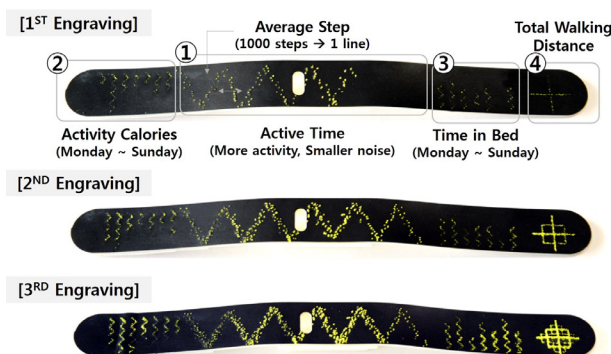 [1ST Engraving]
Average Step
(1000 steps → 1 line)
Total Walking
Distance
②
①
③
④
Activity Calories
(Monday ~ Sunday)
Active Time
(More activity, Smaller noise)
Time in Bed
(Monday ~ Sunday)
[2ND Engraving]
[3RD Engraving]